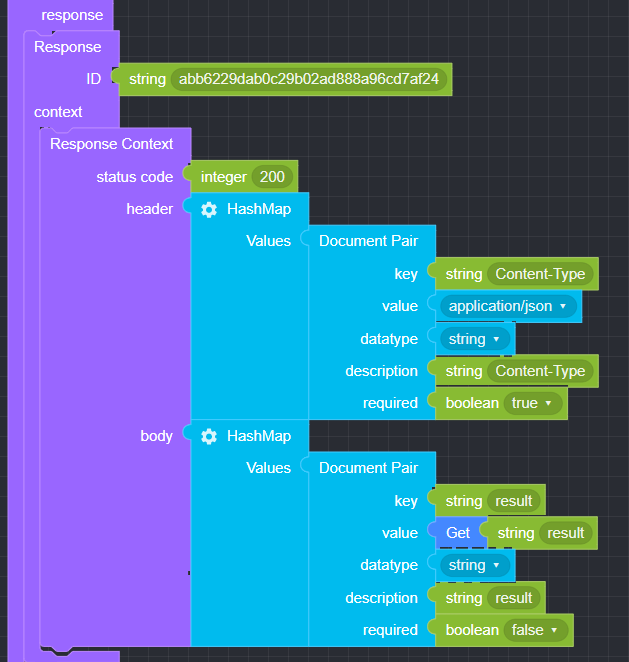 response
Response
ID string abb6229dab0c29b02ad888a96cd7af24
context
Response Context
status code integer 200
header HashMap
Values Document Pair
key string Content-Type
value application/json
datatype string
description string Content-Type
required boolean true
body HashMap
Values Document Pair
key string result
value Get string result
datatype string
description string result
required boolean false